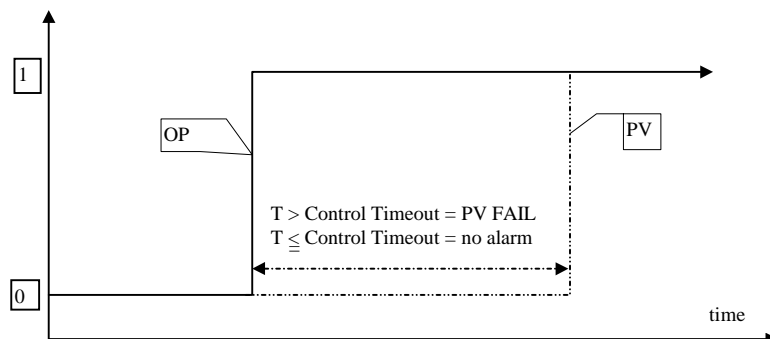 1
OP
PV
T > Control Timeout = PV FAIL
T ≦ Control Timeout = no alarm
0
time